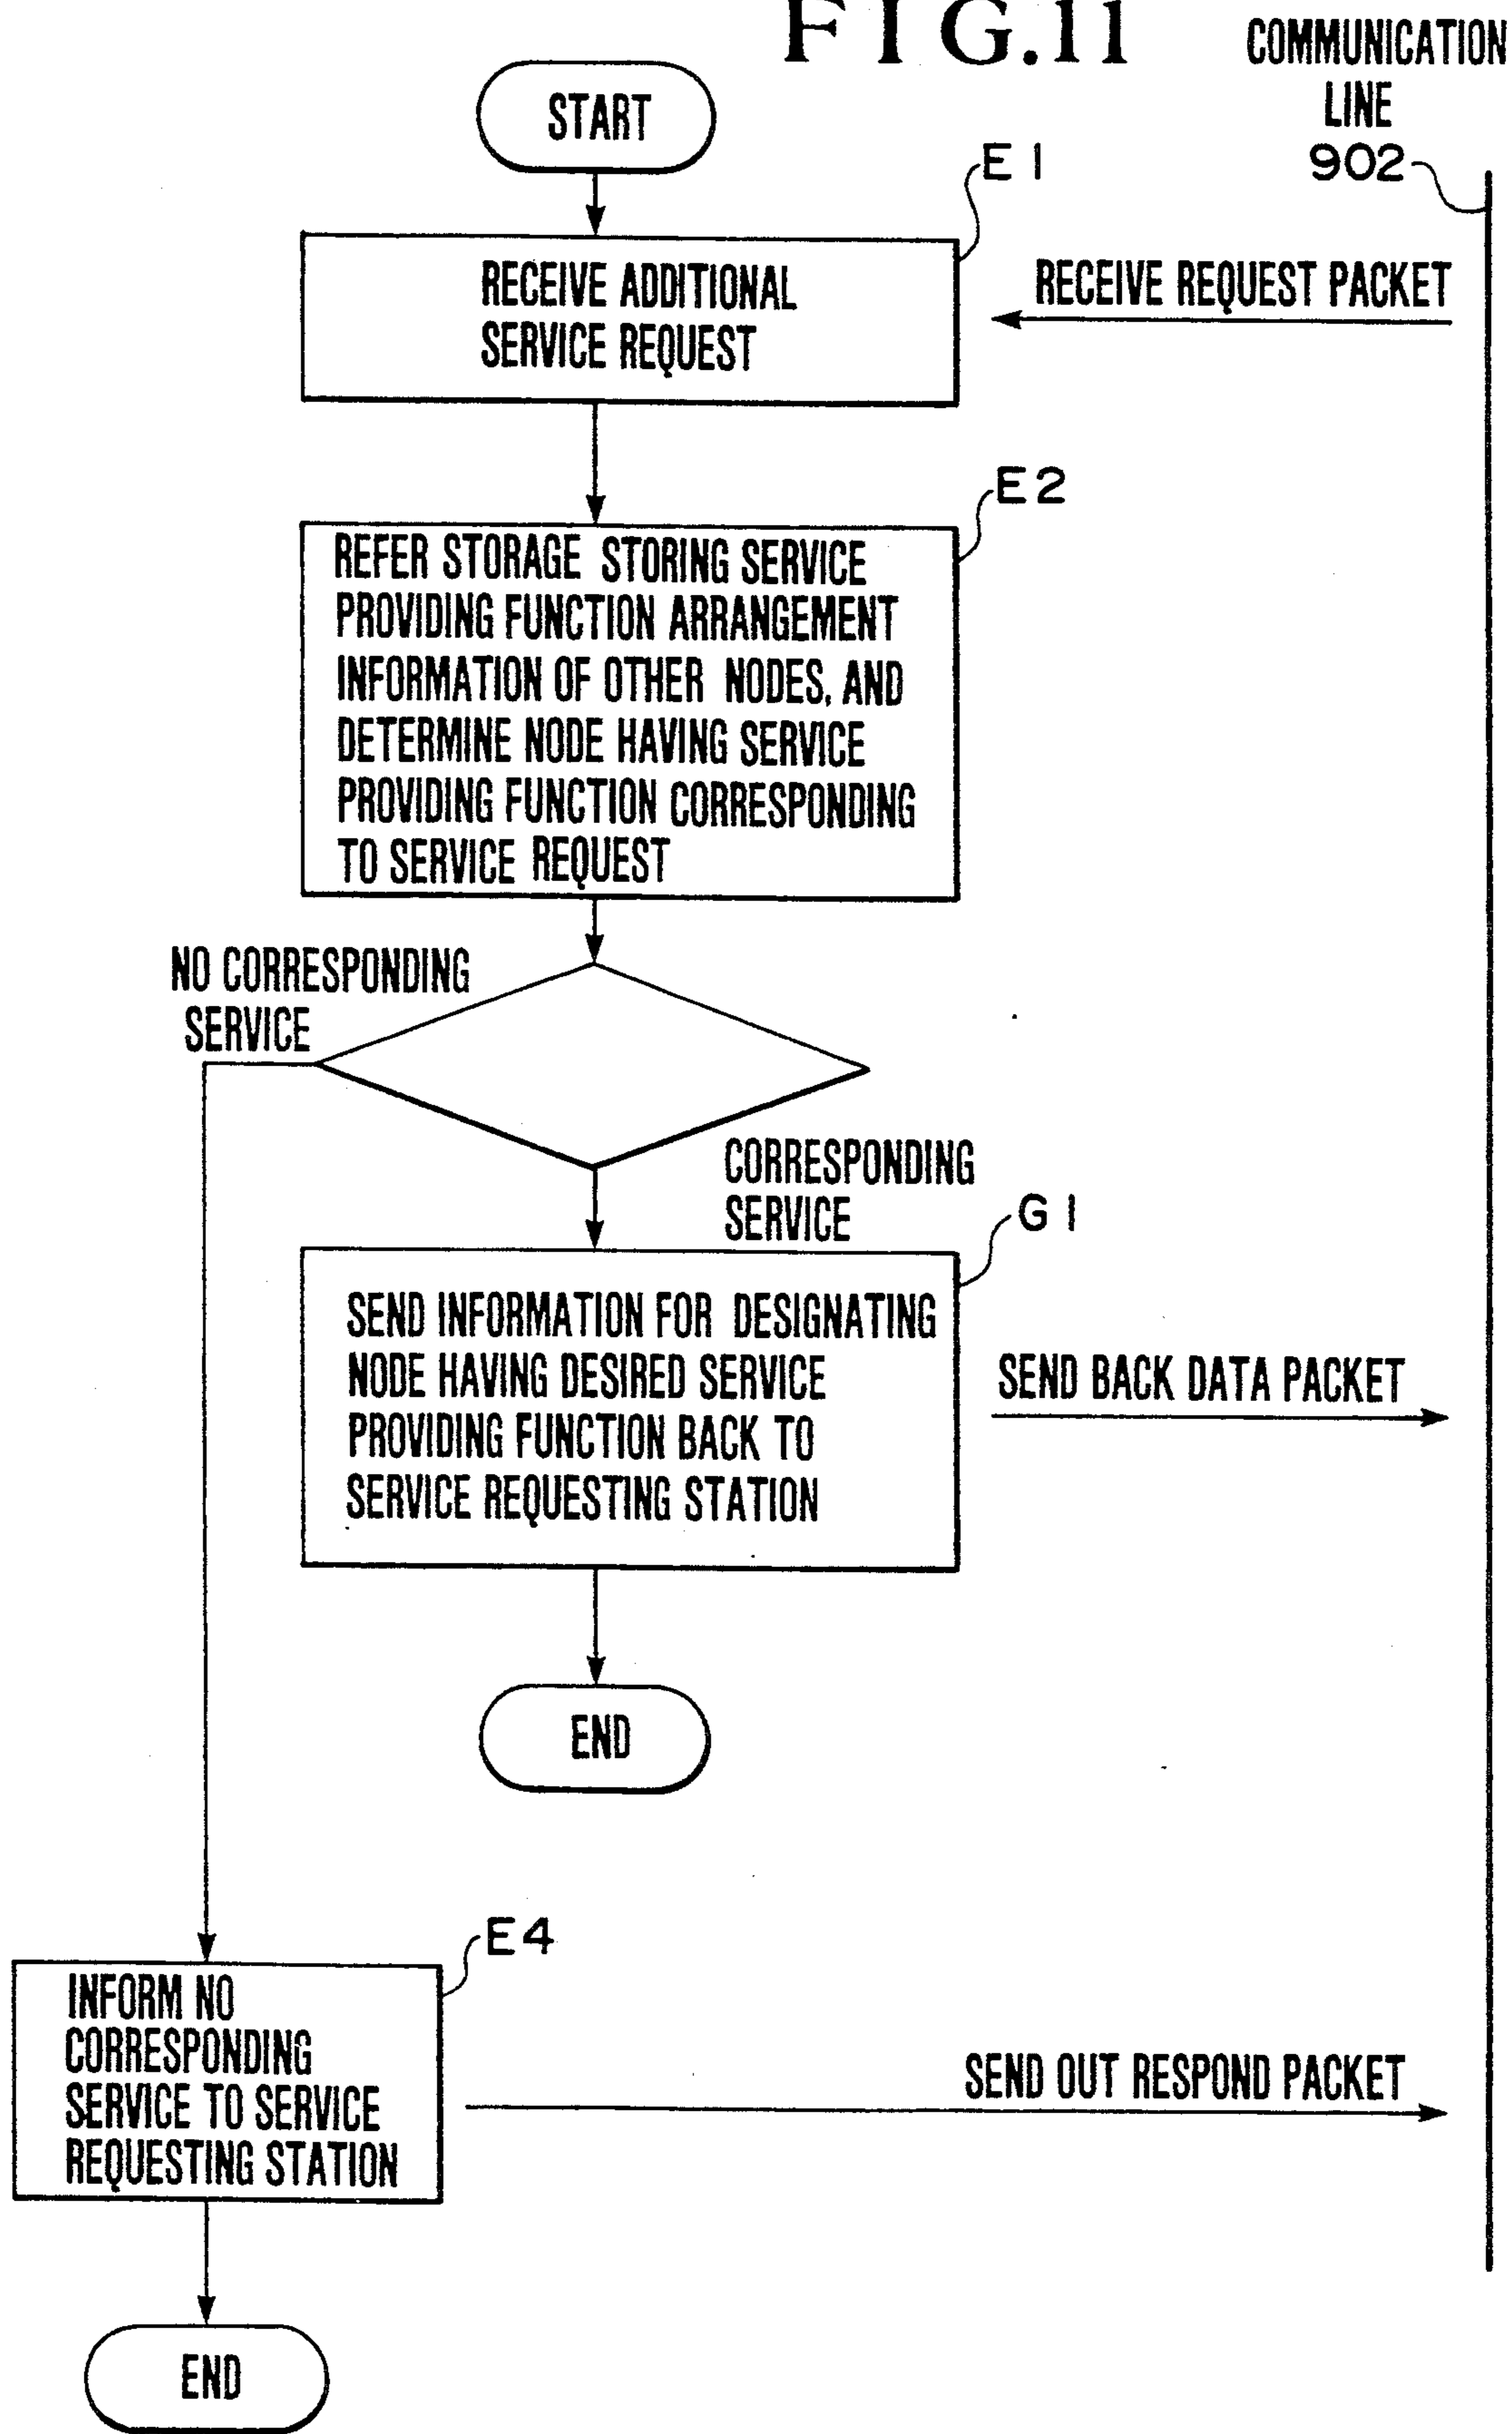 FIG.11
COMMUNICATION
LINE
902
START
E1
RECEIVE ADDITIONAL
SERVICE REQUEST
RECEIVE REQUEST PACKET
E2
REFER STORAGE STORING SERVICE
PROVIDING FUNCTION ARRANGEMENT
INFORMATION OF OTHER NODES, AND
DETERMINE NODE HAVING SERVICE
PROVIDING FUNCTION CORRESPONDING
TO SERVICE REQUEST
NO CORRESPONDING
SERVICE
CORRESPONDING
SERVICE
G1
SEND INFORMATION FOR DESIGNATING
NODE HAVING DESIRED SERVICE
PROVIDING FUNCTION BACK TO
SERVICE REQUESTING STATION
SEND BACK DATA PACKET
END
E4
INFORM NO
CORRESPONDING
SERVICE TO SERVICE
REQUESTING STATION
SEND OUT RESPOND PACKET
END